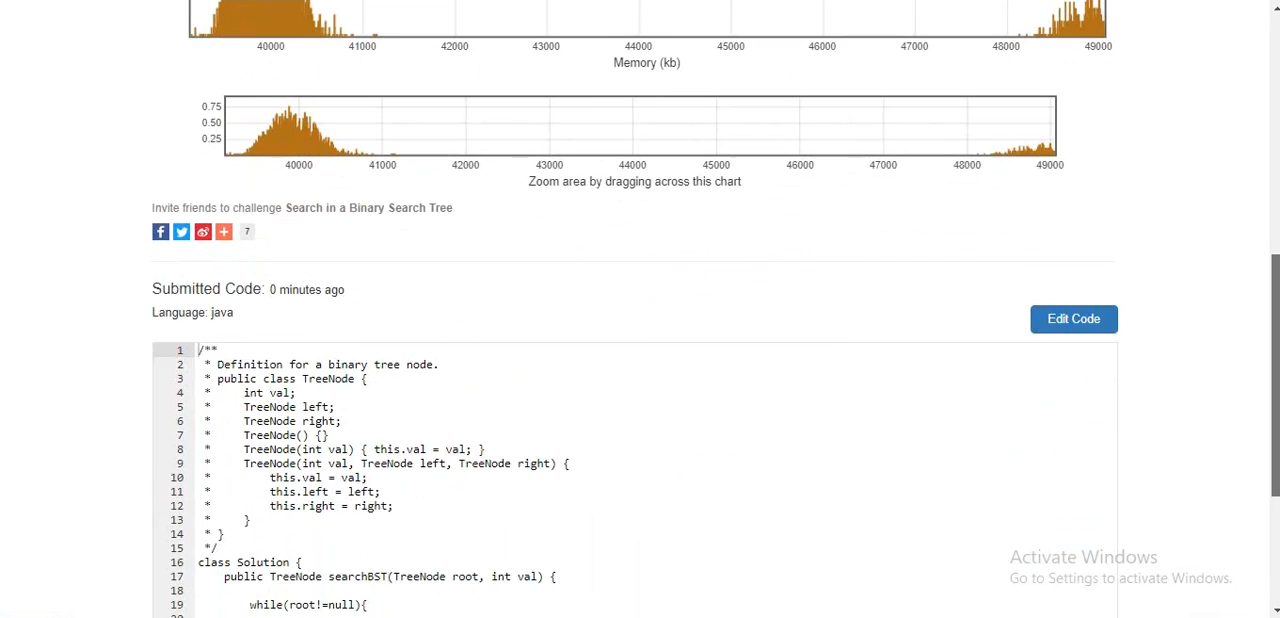 40000 41000 42000 43000 44000 45000 46000 47000 48000 49000
Memory (kb)
0.75
0.50
0.25
40000 41000 42000 43000 44000 45000 46000 47000 48000 49000
Zoom area by dragging across this chart
Invite friends to challenge Search in a Binary Search Tree
f + 7
Submitted Code: 0 minutes ago
Language: java
Edit Code
1 /**
2 * Definition for a binary tree node.
3 * public class TreeNode {
4 * int val;
5 * TreeNode left;
6 * TreeNode right;
7 * TreeNode() {}
8 * TreeNode(int val) { this.val = val; }
9 * TreeNode(int val, TreeNode left, TreeNode right) {
10 * this.val = val;
11 * this.left = left;
12 * this.right = right;
13 * }
14 * }
15 */
16 class Solution {
17 public TreeNode searchBST(TreeNode root, int val) {
18
19 while(root!=null){
Activate Windows
Go to Settings to activate Windows.